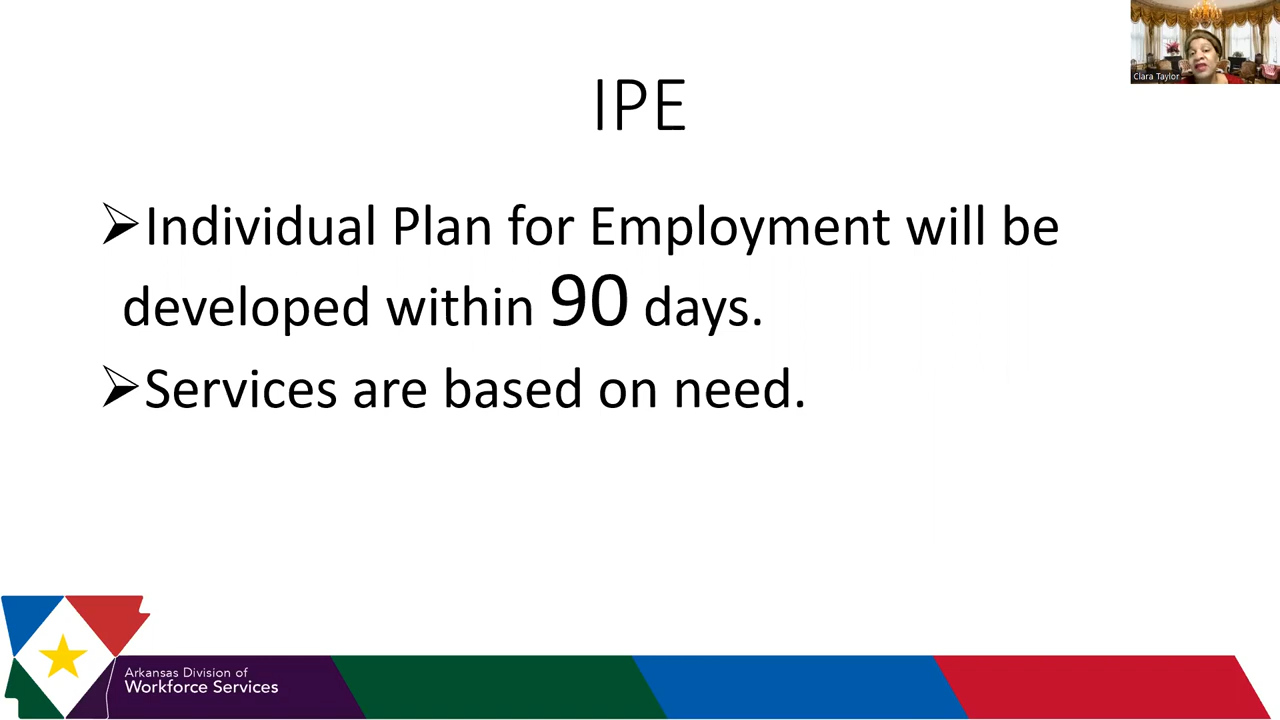 Clara Taylor
IPE
➢Individual Plan for Employment will be
developed within 90 days.
➢Services are based on need.
Arkansas Division of
Workforce Services